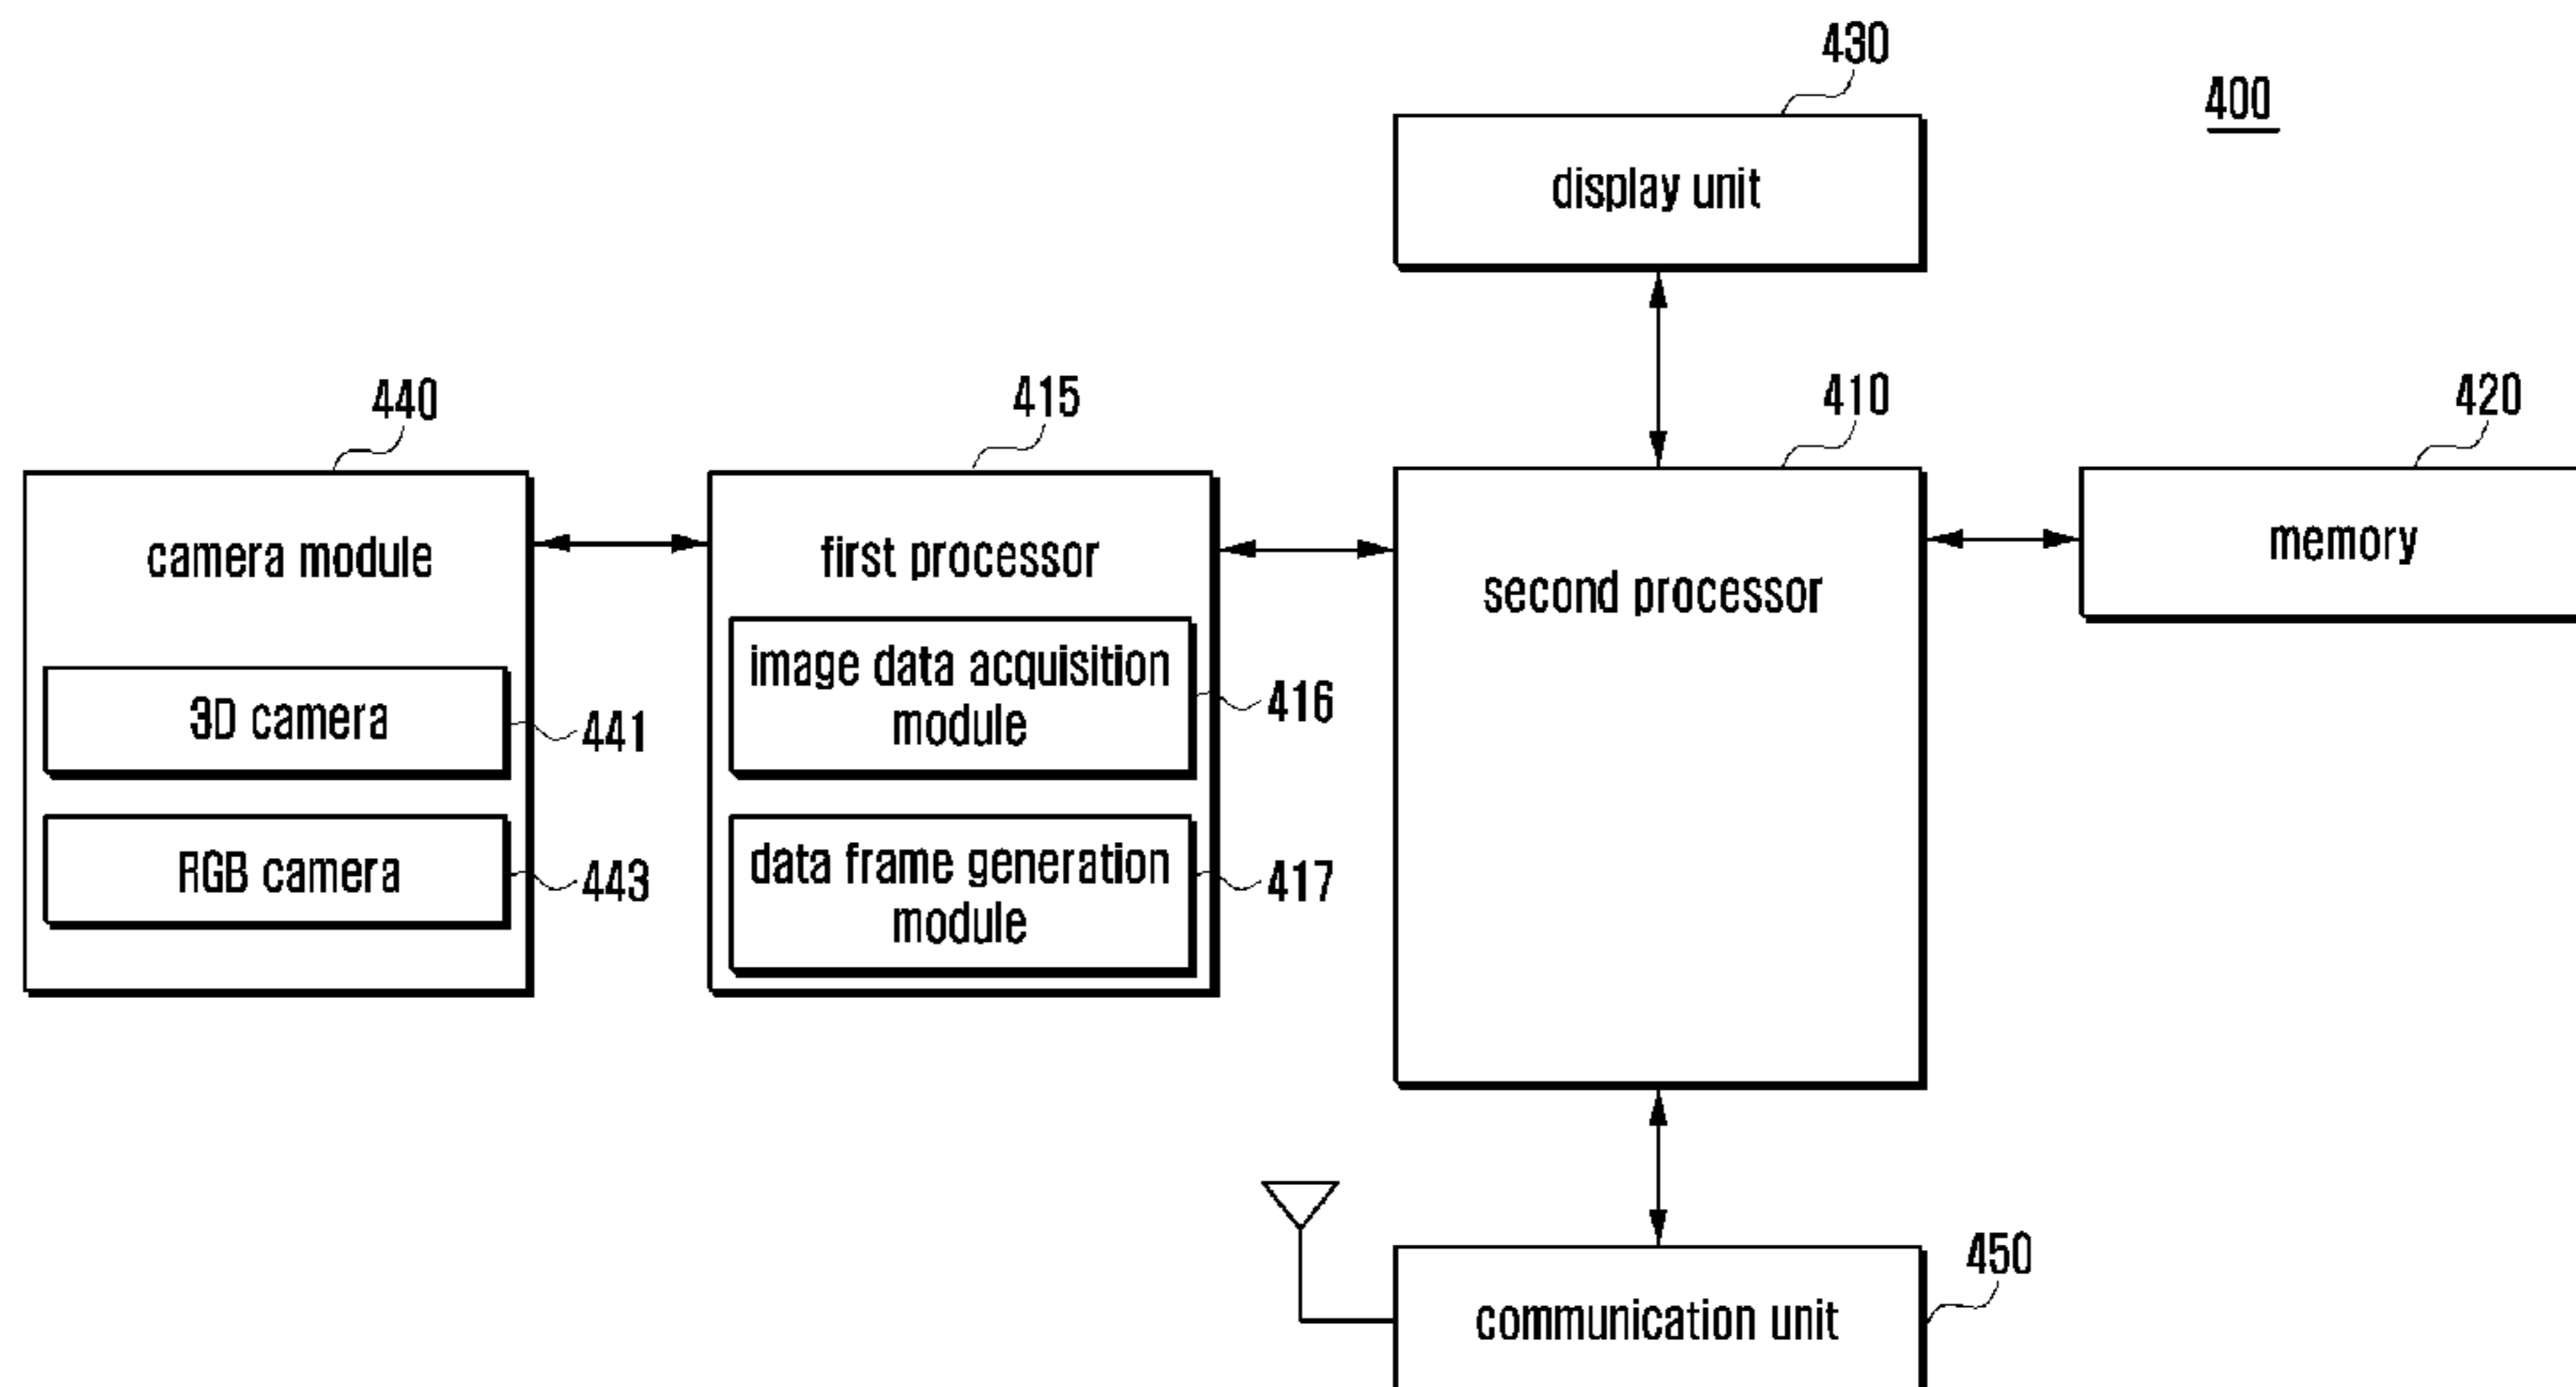 430
400
display unit
440
415
410
420
camera module
first processor
second processor
memory
image data acquisition
module
416
3D camera
441
data frame generation
module
417
RGB camera
443
450
communication unit